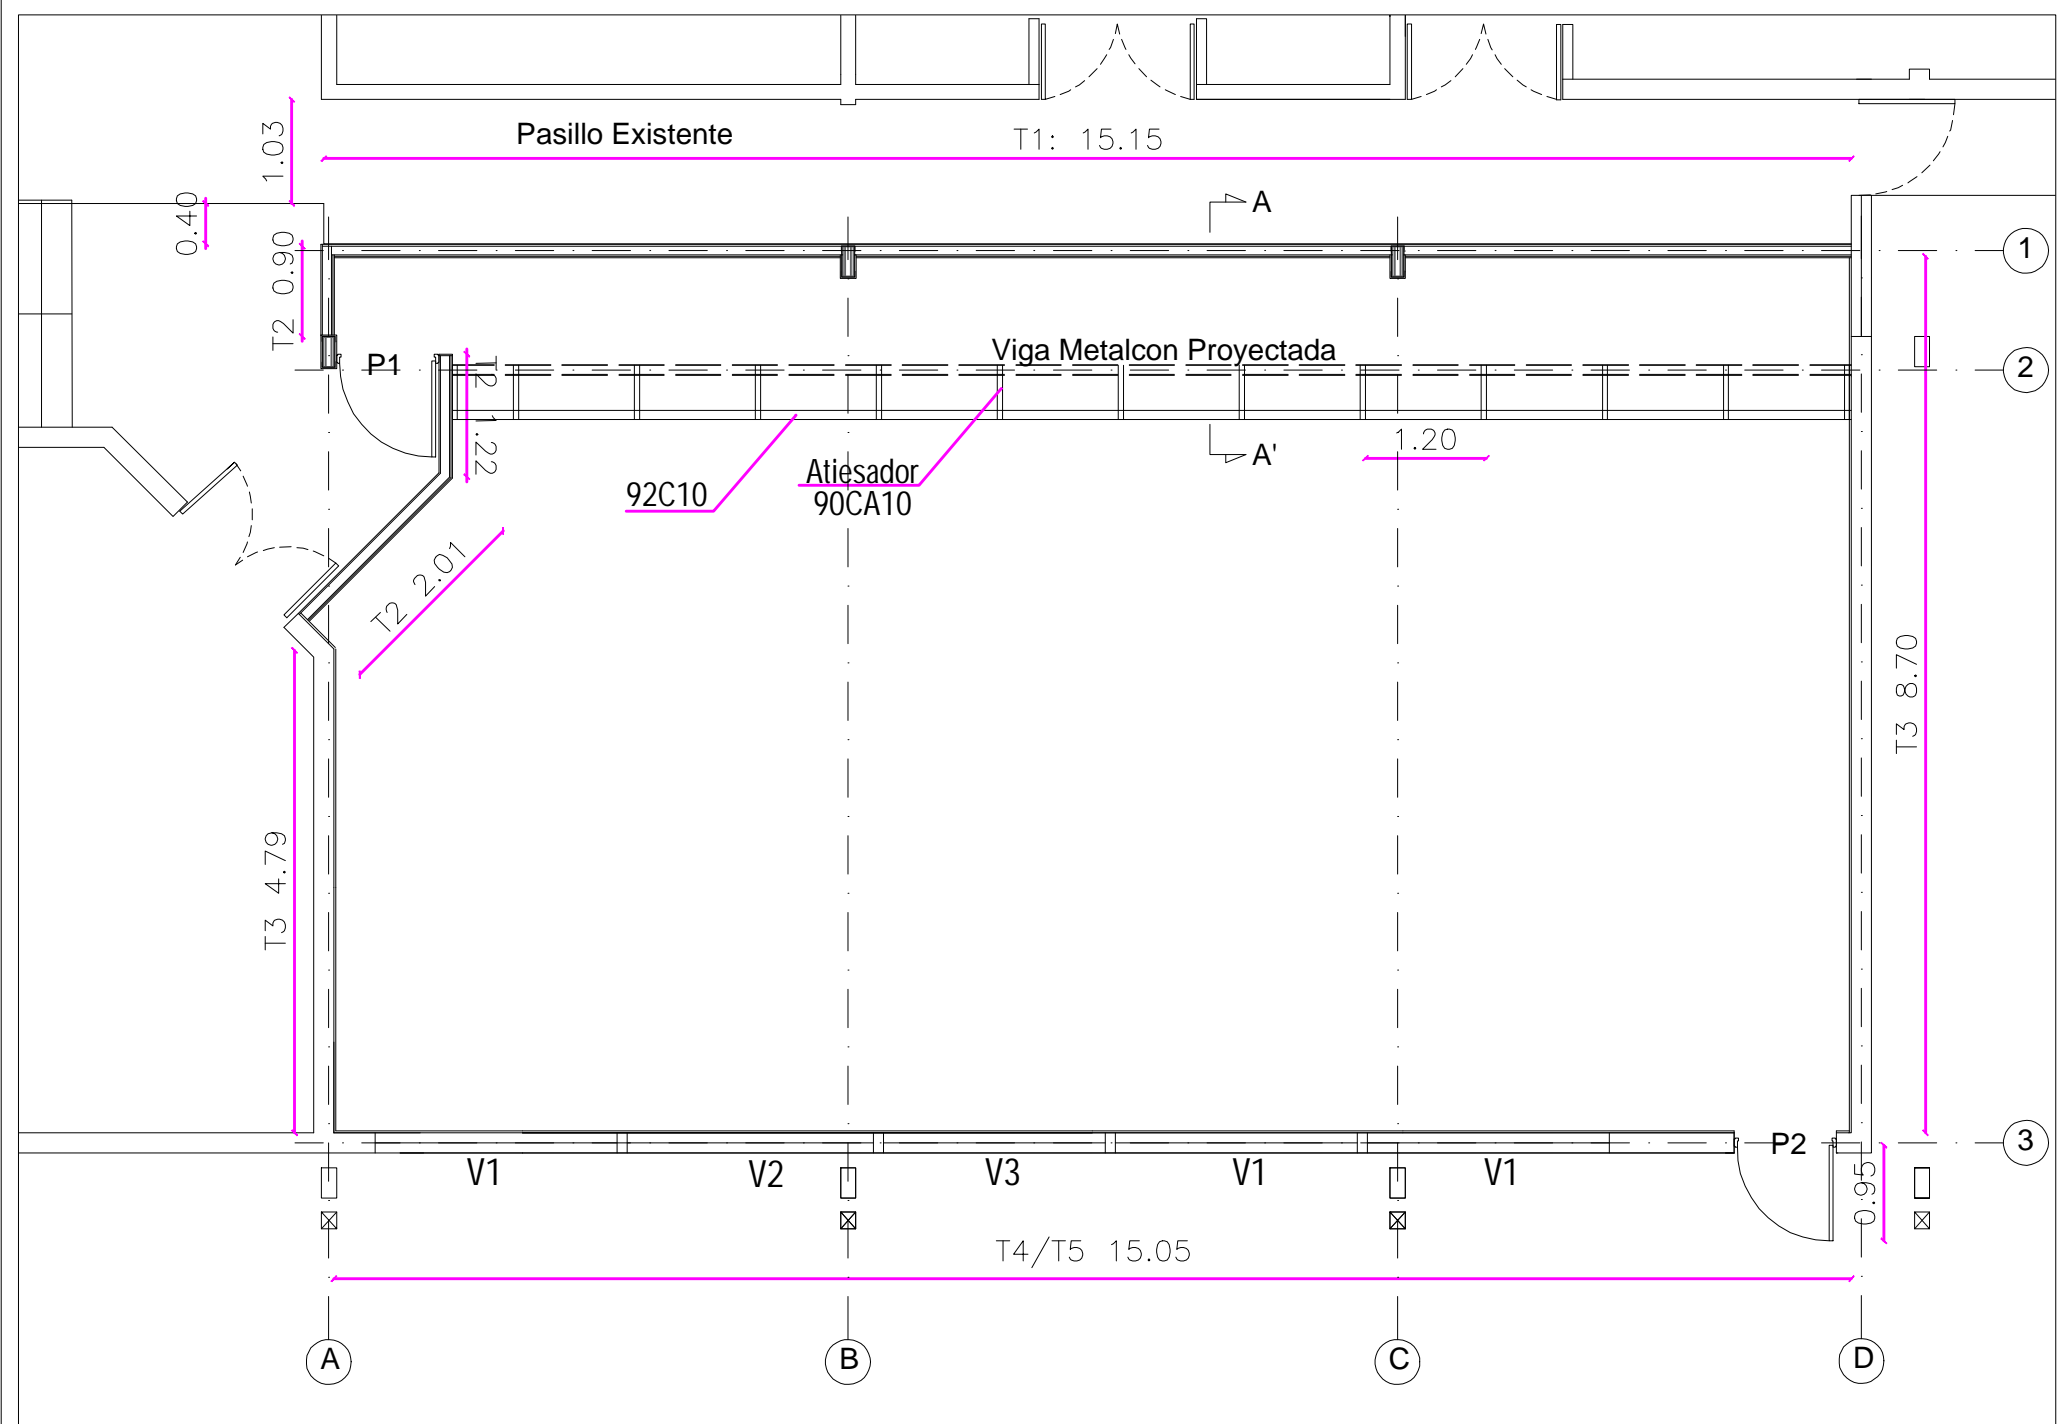 Pasillo Existente
T1: 15.15
1.03
0.40
A
T2 0.90
1
Viga Metalcon Proyectada
P1
2
T2 1.22
1.20
A'
Atiesador
90CA10
92C10
T2 2.01
T3 8.70
T3 4.79
P2
3
V1
V2
V3
V1
V1
0.95
T4/T5 15.05
A
B
C
D